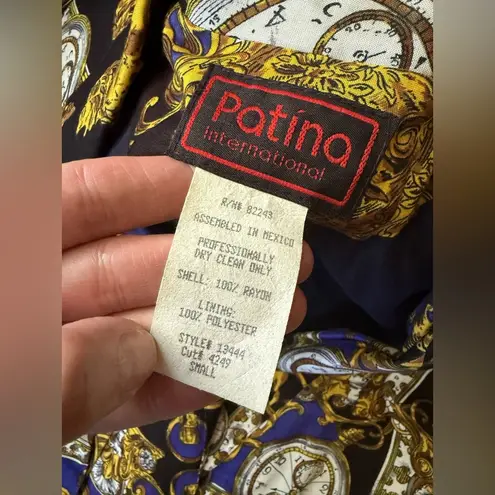 Patina
International
R/N# 82243
ASSEMBLED IN MEXICO
PROFESSIONALLY
DRY CLEAN ONLY
SHELL: 100% RAYON
LINING:
100% POLYESTER
STYLE# 13444
Cut# 4249
SMALL